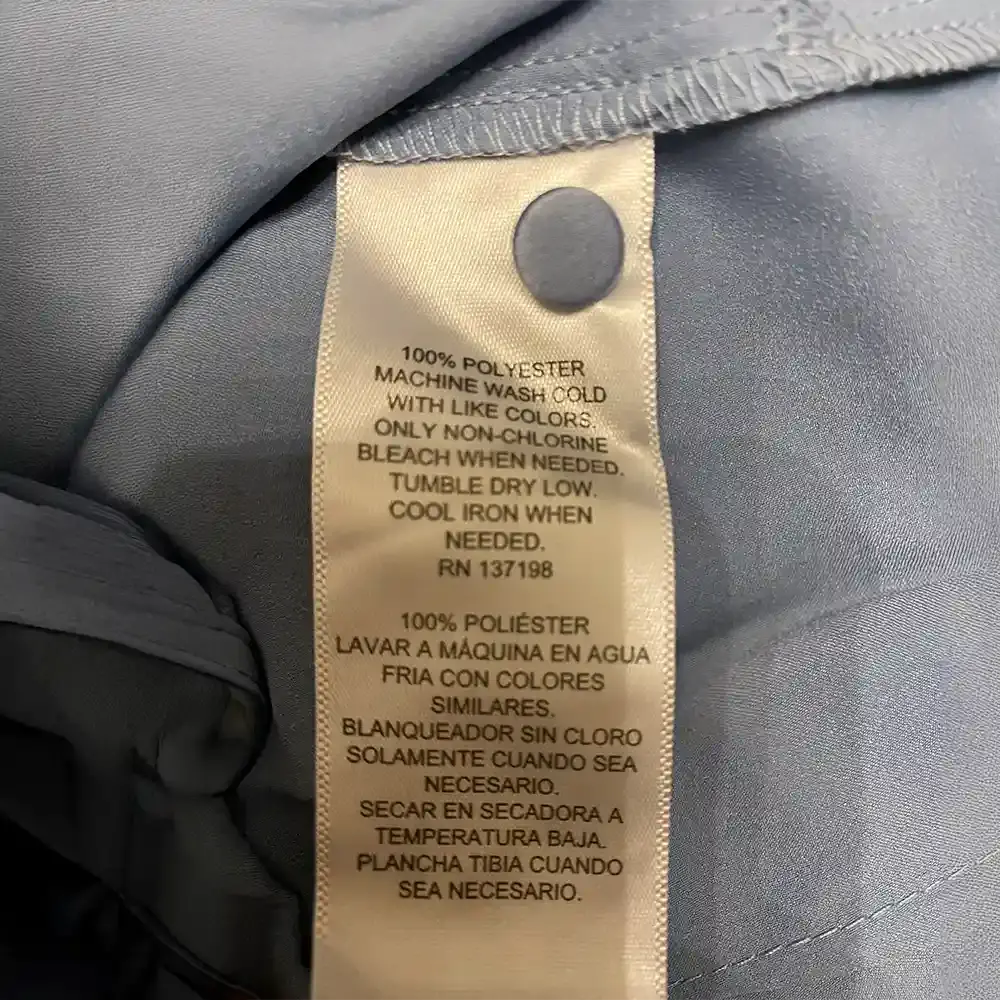 100% POLYESTER
MACHINE WASH COLD
WITH LIKE COLORS.
ONLY NON-CHLORINE
BLEACH WHEN NEEDED.
TUMBLE DRY LOW.
COOL IRON WHEN
NEEDED.
RN 137198
100% POLIÉSTER
LAVAR A MÁQUINA EN AGUA
FRIA CON COLORES
SIMILARES.
BLANQUEADOR SIN CLORO
SOLAMENTE CUANDO SEA
NECESARIO.
SECAR EN SECADORA A
TEMPERATURA BAJA.
PLANCHA TIBIA CUANDO
SEA NECESARIO.